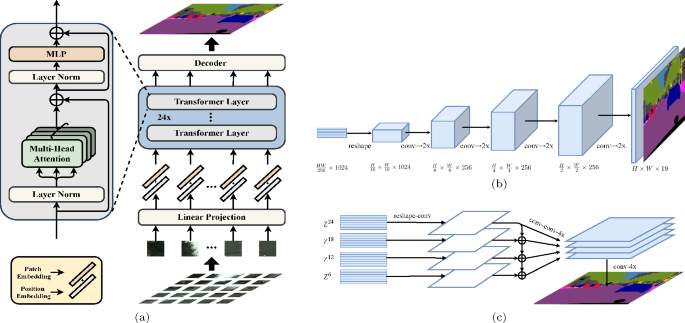 MLP
Layer Norm
Multi-Head
Attention
Layer Norm
Patch
Embedding
Position
Embedding
Decoder
Transformer Layer
24x
Transformer Layer
Linear Projection
(a)
reshape
conv→2x
conv→2x
conv→2x
conv→2x
HW/256 × 1024
H/16 × W/16 × 1024
H/8 × W/8 × 256
H/4 × W/4 × 256
H/2 × W/2 × 256
H × W × 19
(b)
reshape-conv
conv-conv-4x
Z^24
Z^18
Z^12
Z^6
conv-4x
(c)